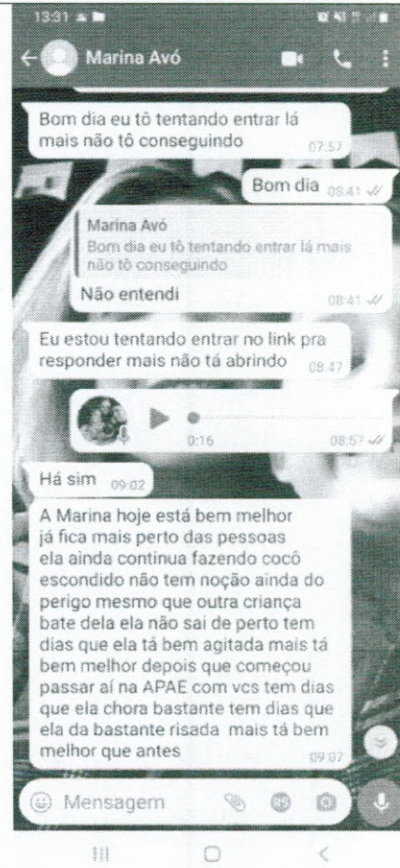 13:31
Marina Avó
Bom dia eu tô tentando entrar lá
mais não tô conseguindo
07:57
Bom dia 08:41
Marina Avó
Bom dia eu tô tentando entrar lá mais
não tô conseguindo
Não entendi
08:41
Eu estou tentando entrar no link pra
responder mais não tá abrindo
08:47
0:16 08:57
Há sim 09:02
A Marina hoje está bem melhor
já fica mais perto das pessoas
ela ainda continua fazendo cocô
escondido não tem noção ainda do
perigo mesmo que outra criança
bate dela ela não sai de perto tem
dias que ela tá bem agitada mais tá
bem melhor depois que começou
passar aí na APAE com vcs tem dias
que ela chora bastante tem dias que
ela da bastante risada mais tá bem
melhor que antes
09:07
Mensagem